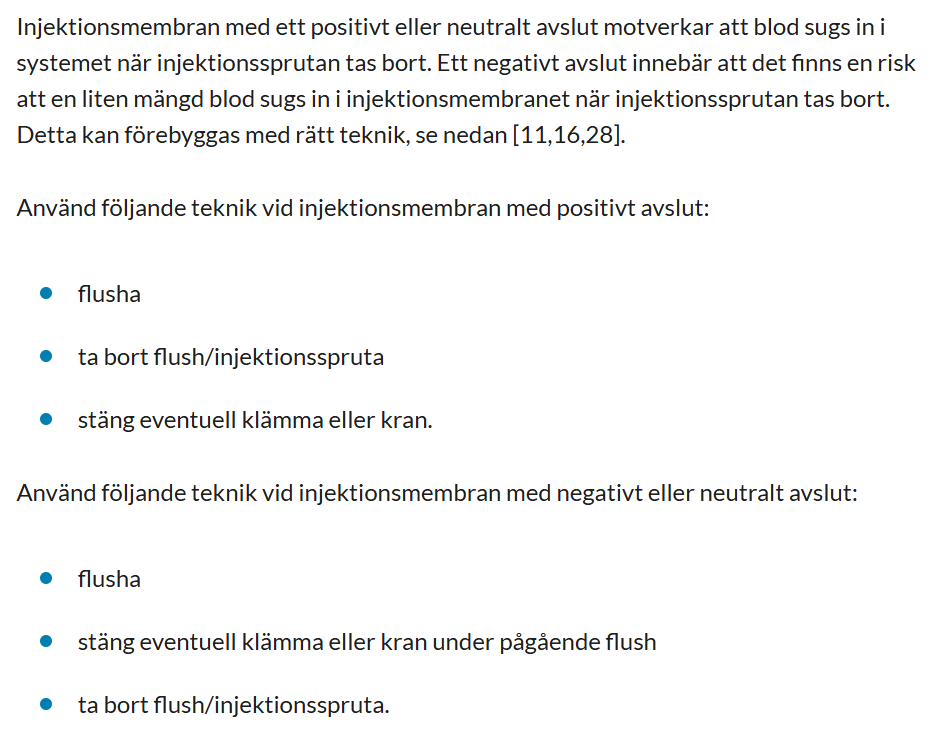 Injektionsmembran med ett positivt eller neutralt avslut motverkar att blod sugs in i
systemet när injektionssprutan tas bort. Ett negativt avslut innebär att det finns en risk
att en liten mängd blod sugs in i injektionsmembranet när injektionssprutan tas bort.
Detta kan förebyggas med rätt teknik, se nedan [11,16,28].
Använd följande teknik vid injektionsmembran med positivt avslut:
flusha
ta bort flush/injektionsspruta
stäng eventuell klämma eller kran.
Använd följande teknik vid injektionsmembran med negativt eller neutralt avslut:
flusha
stäng eventuell klämma eller kran under pågående flush
ta bort flush/injektionsspruta.